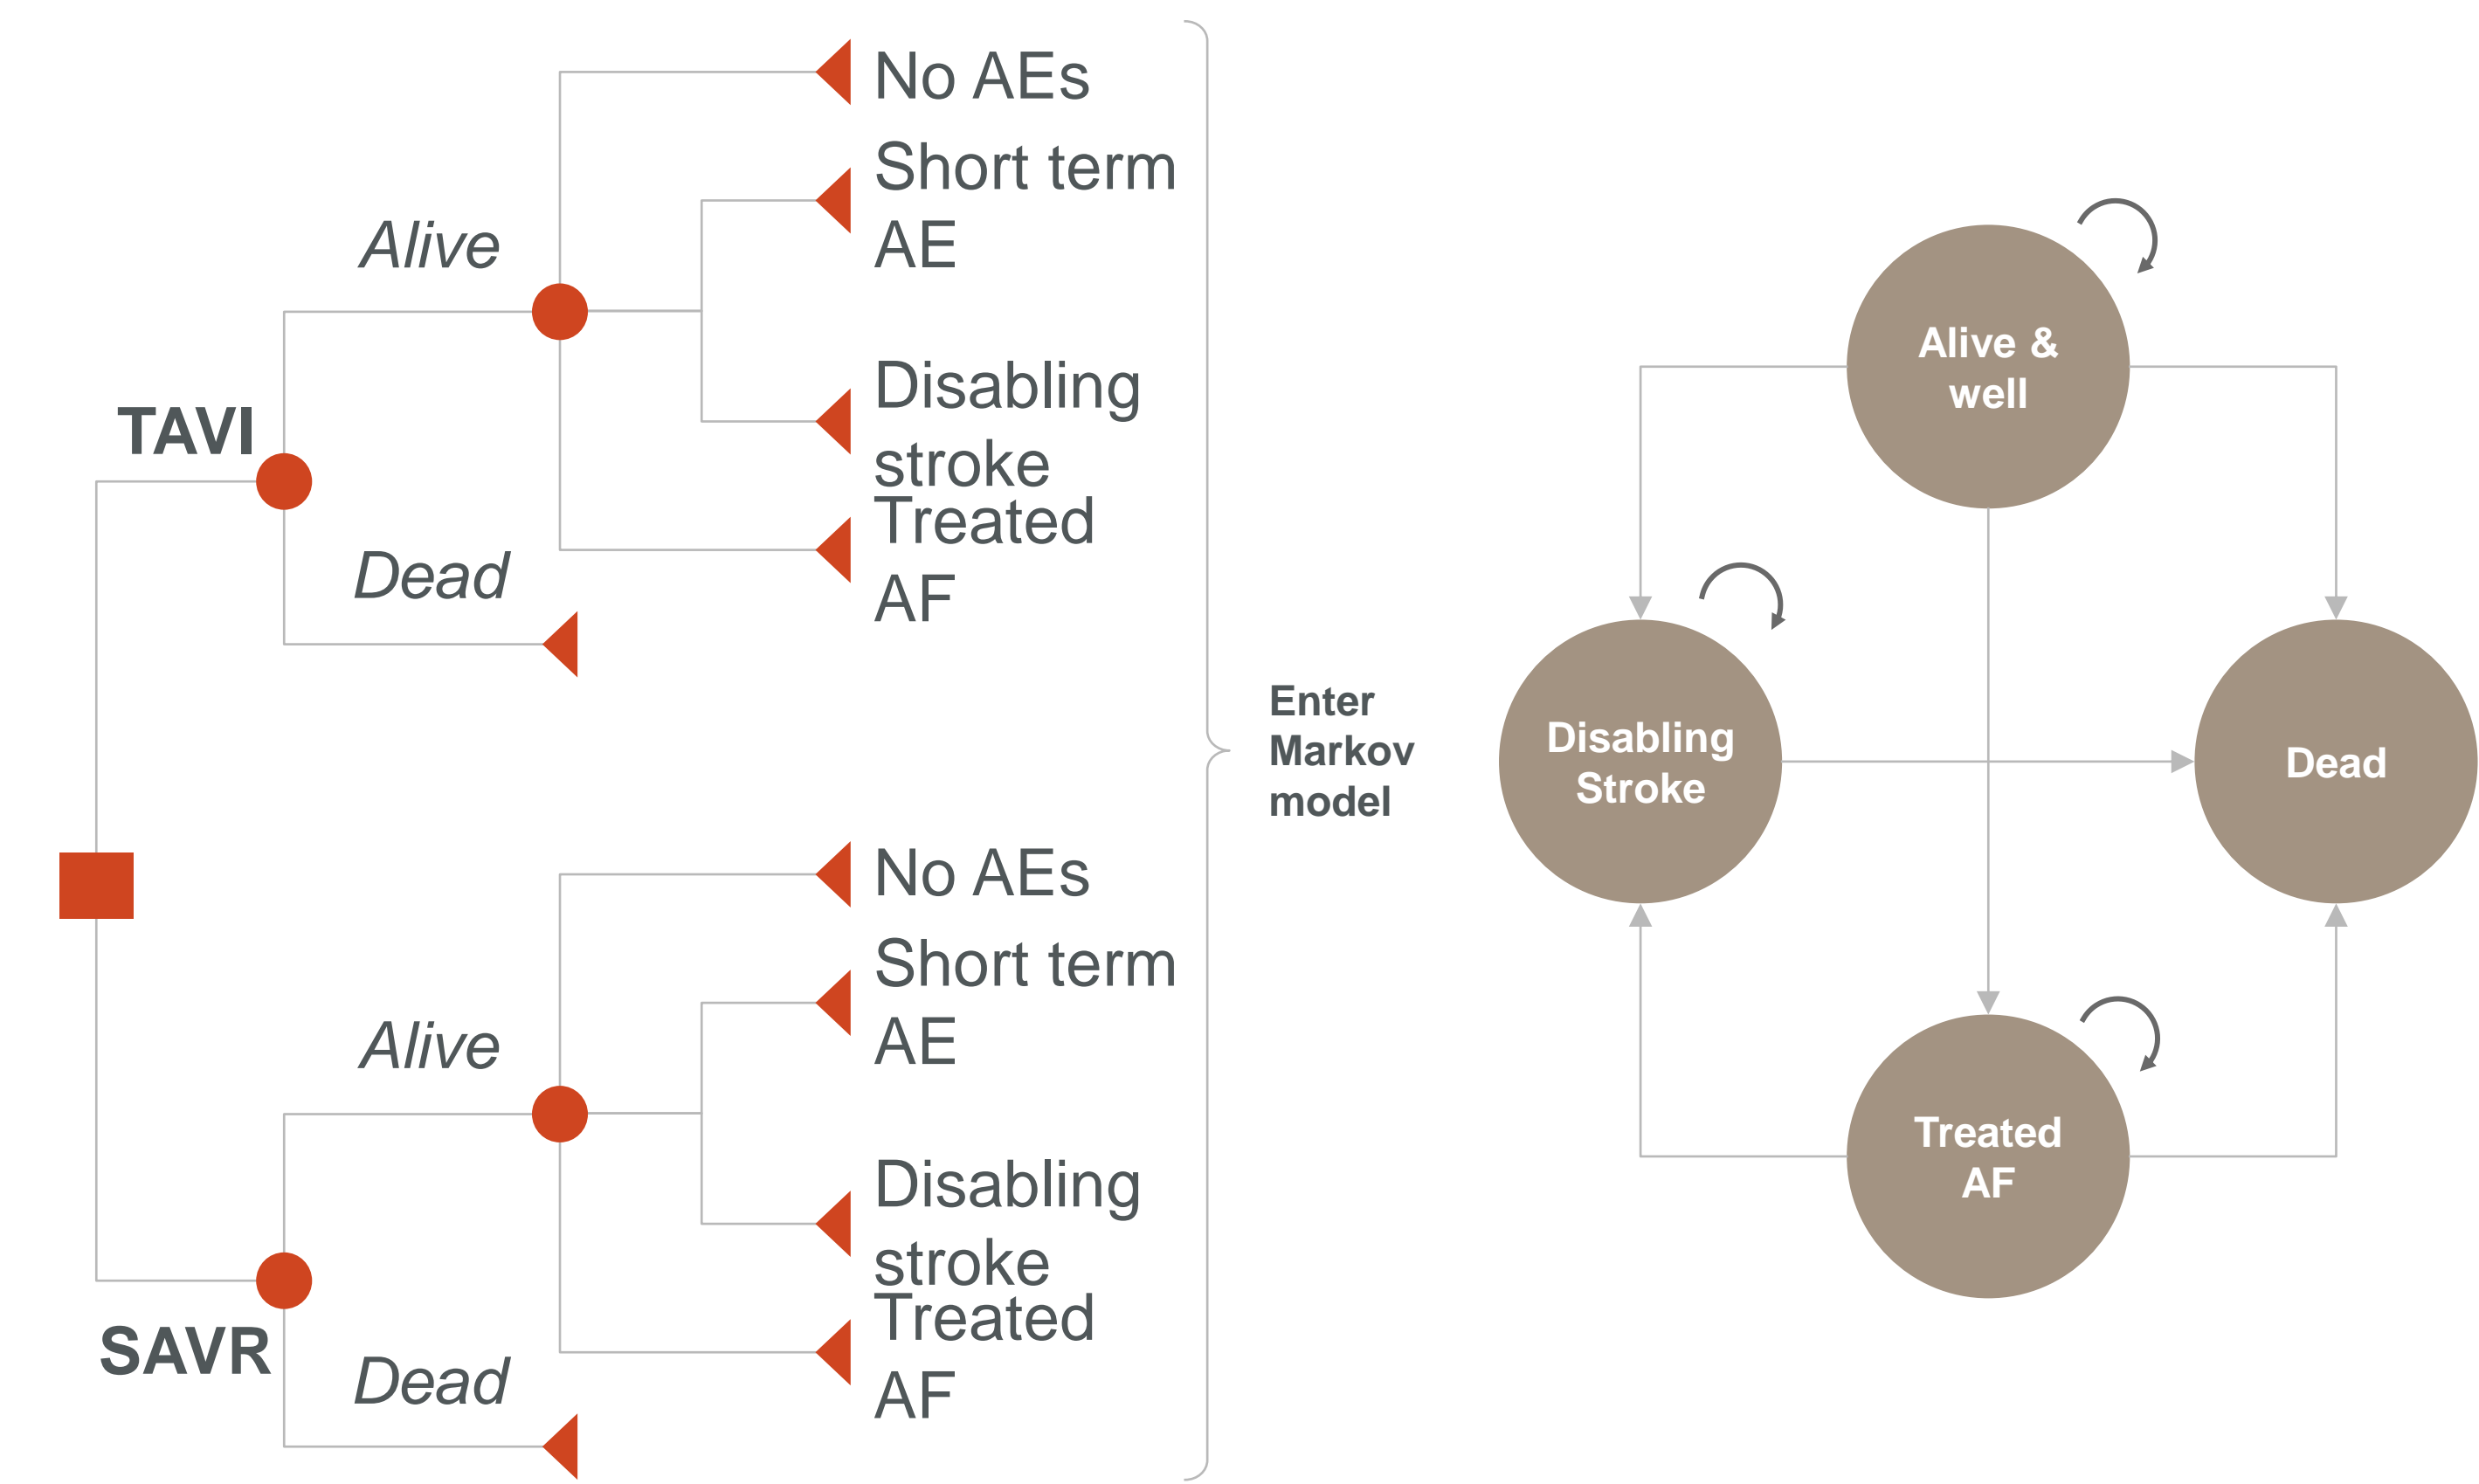 No AEs
Short term
AE
Alive
Disabling
stroke
TAVI
Treated
AF
Dead
No AEs
Short term
AE
Alive
Disabling
stroke
SAVR
Treated
AF
Dead
Enter
Markov
model
Alive &
well
Disabling
Stroke
Dead
Treated
AF